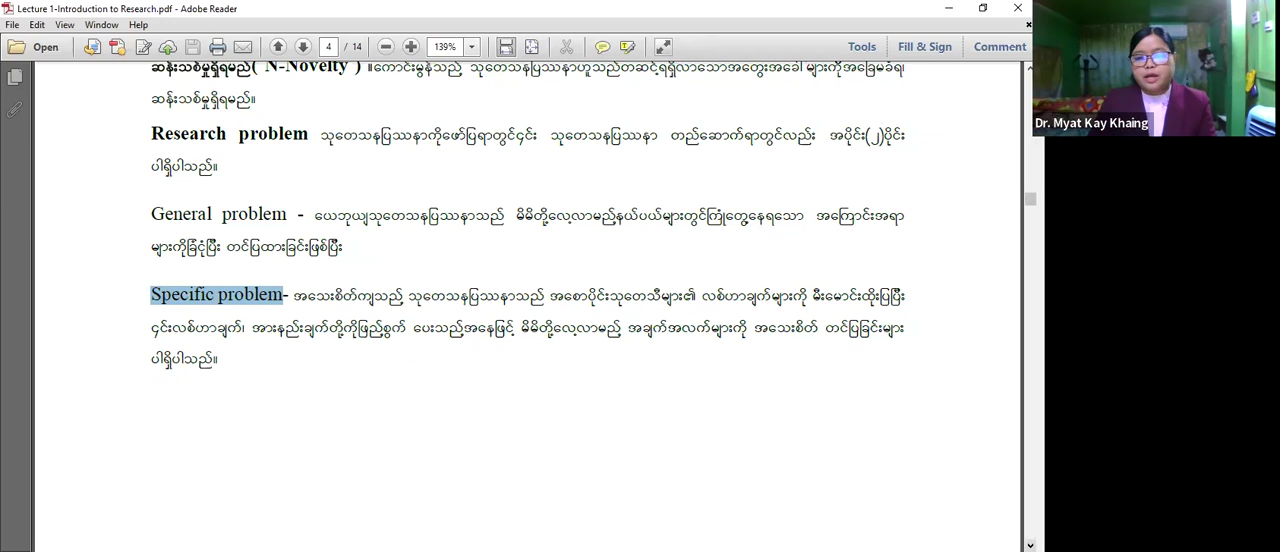 Lecture 1-Introduction to Research.pdf - Adobe Reader
File Edit View Window Help
Open 4 / 14 139% Tools Fill & Sign Comment
ဆန်းသစ်မှုရှိရမည်( N-Novelty ) ။ကောင်းမွန်သည့် သုတေသနပြဿနာဟူသည်တဆင့်ရရှိလာသောအတွေးအခေါ် များကိုအခြေမခံရ၊
ဆန်းသစ်မှုရှိရမည်။
Research problem သုတေသနပြဿနာကိုဖော်ပြရာတွင်၄င်း သုတေသနပြဿနာ တည်ဆောက်ရာတွင်လည်း အပိုင်း(၂)ပိုင်း
ပါရှိပါသည်။
General problem - ယေဘုယျသုတေသနပြဿနာသည် မိမိတို့လေ့လာမည့်နယ်ပယ်များတွင်ကြုံတွေ့နေရသော အကြောင်းအရာ
များကိုခြုံငုံပြီး တင်ပြထားခြင်းဖြစ်ပြီး
Specific problem- အသေးစိတ်ကျသည့် သုတေသနပြဿနာသည် အစောပိုင်းသုတေသီများ၏ လစ်ဟာချက်များကို မီးမောင်းထိုးပြပြီး
၄င်းလစ်ဟာချက်၊ အားနည်းချက်တို့ကိုဖြည့်စွက် ပေးသည့်အနေဖြင့် မိမိတို့လေ့လာမည့် အချက်အလက်များကို အသေးစိတ် တင်ပြခြင်းများ
ပါရှိပါသည်။
Dr. Myat Kay Khaing